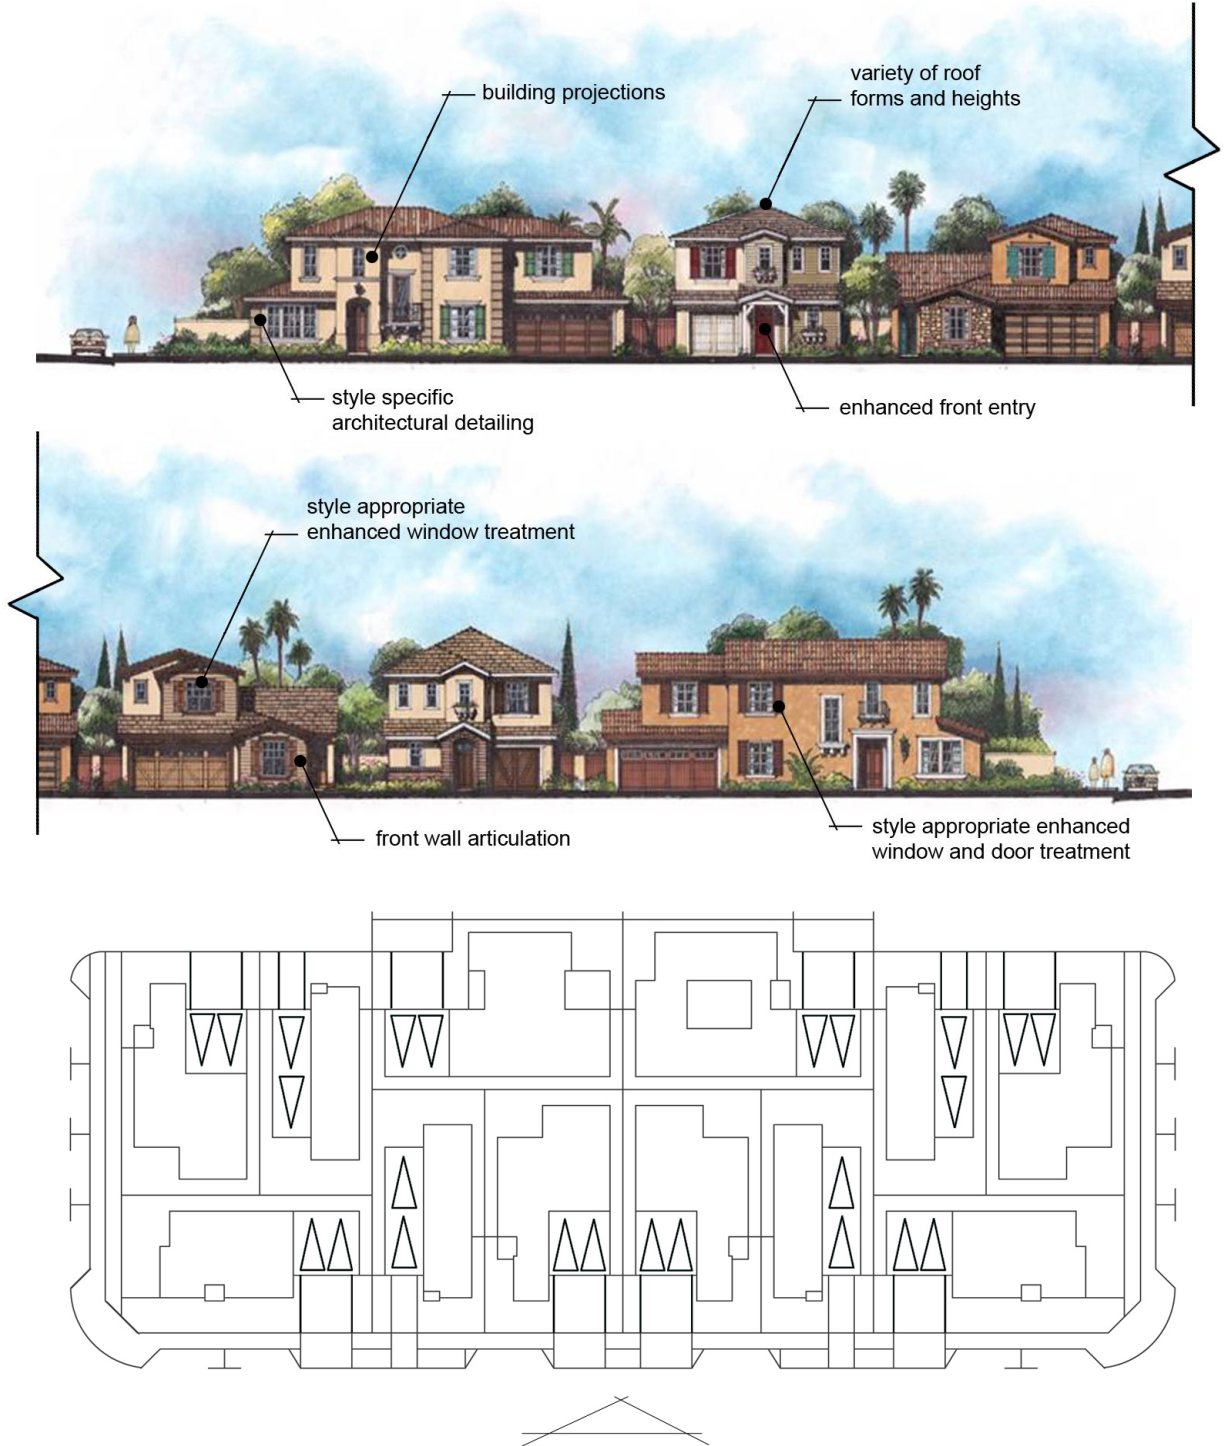 building projections
variety of roof
forms and heights
style specific
architectural detailing
enhanced front entry
style appropriate
enhanced window treatment
front wall articulation
style appropriate enhanced
window and door treatment